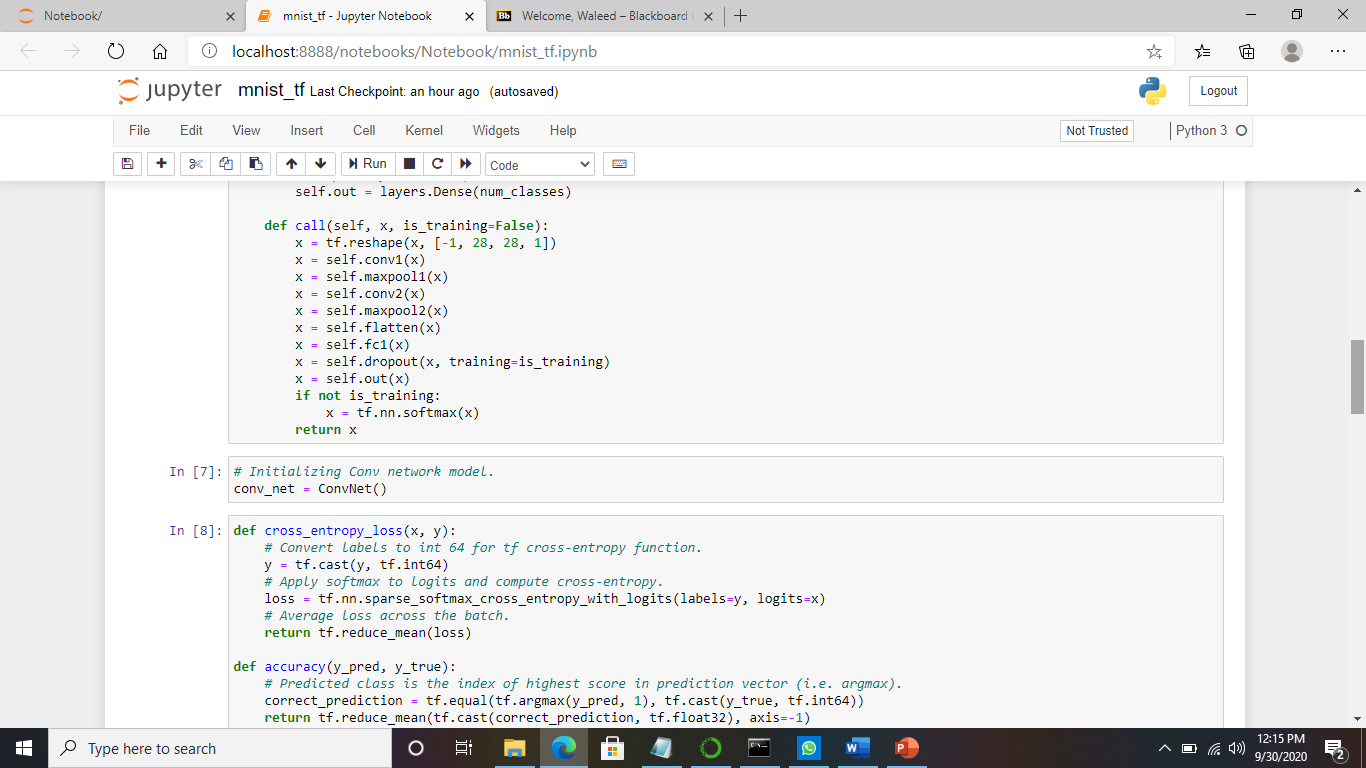 Notebook/
mnist_tf - Jupyter Notebook
Bb Welcome, Waleed – Blackboard
localhost:8888/notebooks/Notebook/mnist_tf.ipynb
jupyter mnist_tf Last Checkpoint: an hour ago (autosaved)
Logout
File Edit View Insert Cell Kernel Widgets Help
Not Trusted Python 3
Run Code
self.out = layers.Dense(num_classes)
def call(self, x, is_training=False):
x = tf.reshape(x, [-1, 28, 28, 1])
x = self.conv1(x)
x = self.maxpool1(x)
x = self.conv2(x)
x = self.maxpool2(x)
x = self.flatten(x)
x = self.fc1(x)
x = self.dropout(x, training=is_training)
x = self.out(x)
if not is_training:
x = tf.nn.softmax(x)
return x
In [7]: # Initializing Conv network model.
conv_net = ConvNet()
In [8]: def cross_entropy_loss(x, y):
# Convert labels to int 64 for tf cross-entropy function.
y = tf.cast(y, tf.int64)
# Apply softmax to logits and compute cross-entropy.
loss = tf.nn.sparse_softmax_cross_entropy_with_logits(labels=y, logits=x)
# Average loss across the batch.
return tf.reduce_mean(loss)
def accuracy(y_pred, y_true):
# Predicted class is the index of highest score in prediction vector (i.e. argmax).
correct_prediction = tf.equal(tf.argmax(y_pred, 1), tf.cast(y_true, tf.int64))
return tf.reduce_mean(tf.cast(correct_prediction, tf.float32), axis=-1)
Type here to search
12:15 PM
9/30/2020
2